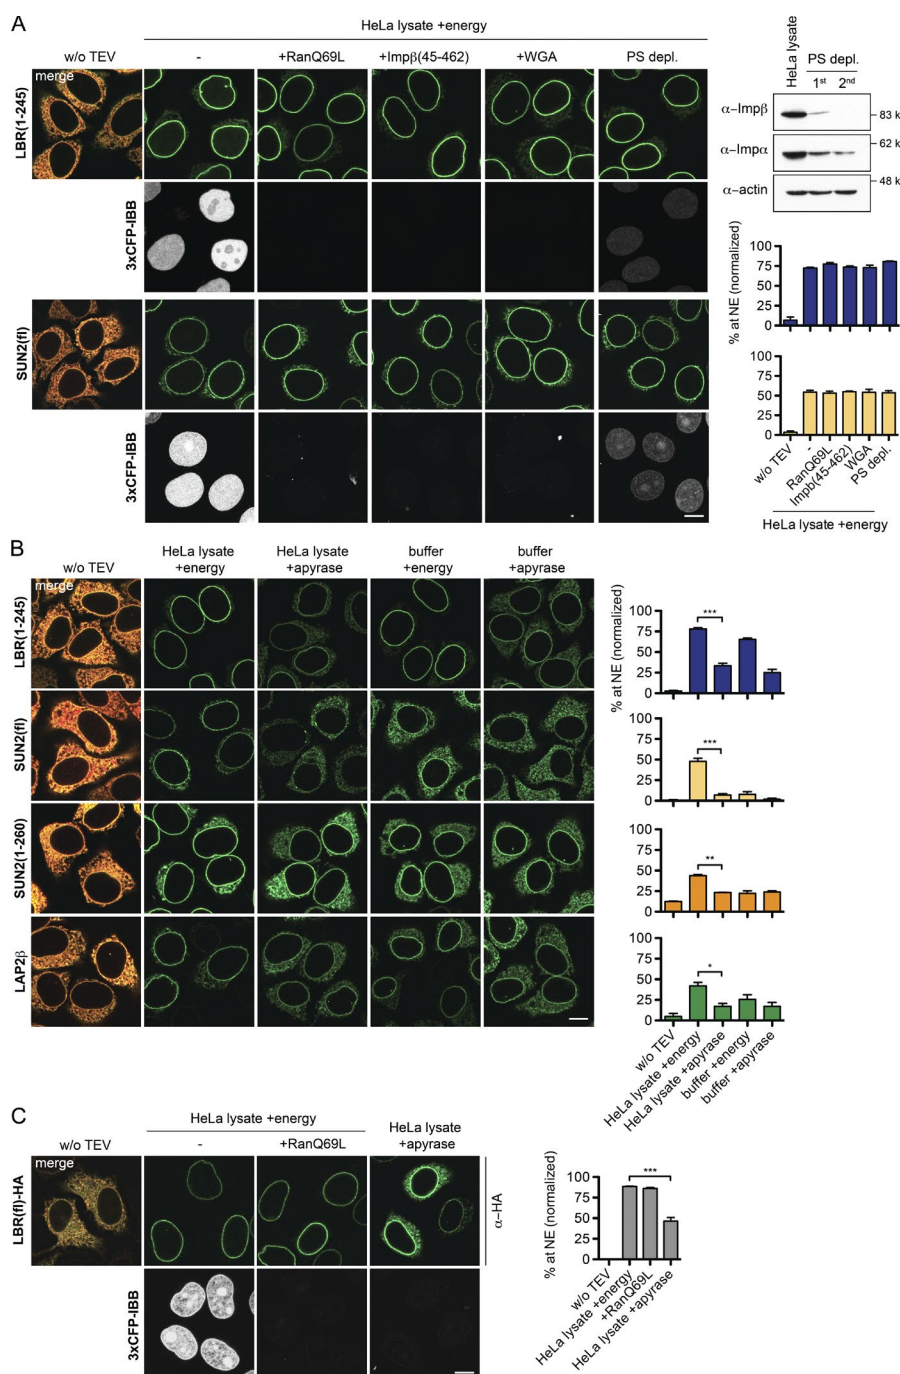 A
HeLa lysate +energy
w/o TEV
-
+RanQ69L
+Impβ(45-462)
+WGA
PS depl.
merge
LBR(1-245)
3xCFP-IBB
SUN2(fl)
3xCFP-IBB
HeLa lysate
PS depl.
1st
2nd
α-Impβ
83 k
α-Impα
62 k
α-actin
48 k
% at NE (normalized)
100
75
50
25
0
100
75
50
25
0
w/o TEV
-
RanQ69L
Impb(45-462)
WGA
PS depl.
HeLa lysate +energy
B
w/o TEV
HeLa lysate
+energy
HeLa lysate
+apyrase
buffer
+energy
buffer
+apyrase
merge
LBR(1-245)
SUN2(fl)
SUN2(1-260)
LAP2β
% at NE (normalized)
100
75
50
25
0
***
100
75
50
25
0
***
100
75
50
25
0
**
100
75
50
25
0
*
w/o TEV
HeLa lysate +energy
HeLa lysate +apyrase
buffer +energy
buffer +apyrase
C
HeLa lysate +energy
w/o TEV
-
+RanQ69L
HeLa lysate
+apyrase
merge
LBR(fl)-HA
α-HA
3xCFP-IBB
% at NE (normalized)
100
75
50
25
0
***
w/o TEV
HeLa lysate +energy
+RanQ69L
HeLa lysate +apyrase